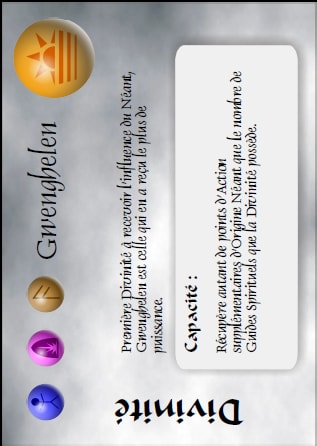 Gwenghelen
Première Divinité à recevoir l'influence du Néant,
Gwenghelen est celle qui en a reçu le plus de
puissance.
Capacité :
Récupère autant de points d'Action
supplémentaires d'Origine Néant que le nombre de
Guides Spirituels que la Divinité possède.
Divinité